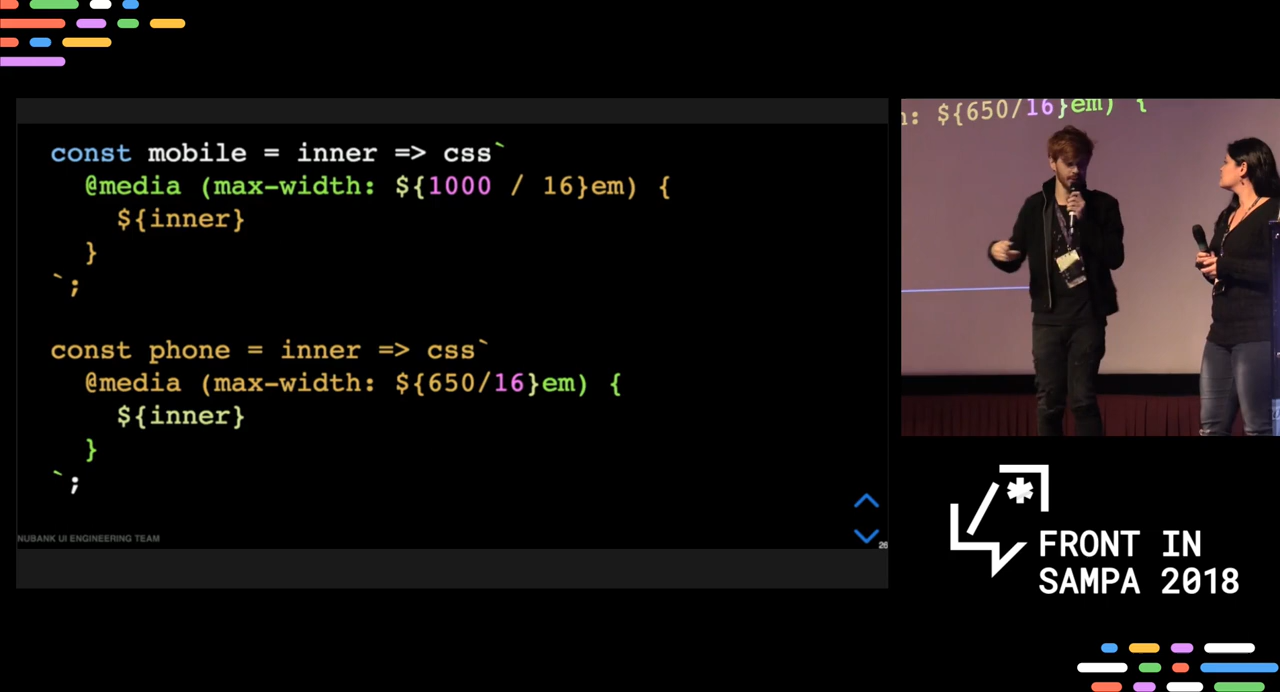 const mobile = inner => css`
@media (max-width: ${1000 / 16}em) {
${inner}
}
`;
const phone = inner => css`
@media (max-width: ${650/16}em) {
${inner}
}
`;
NUBANK UI ENGINEERING TEAM
26
: ${650/16}em) {
FRONT IN
SAMPA 2018